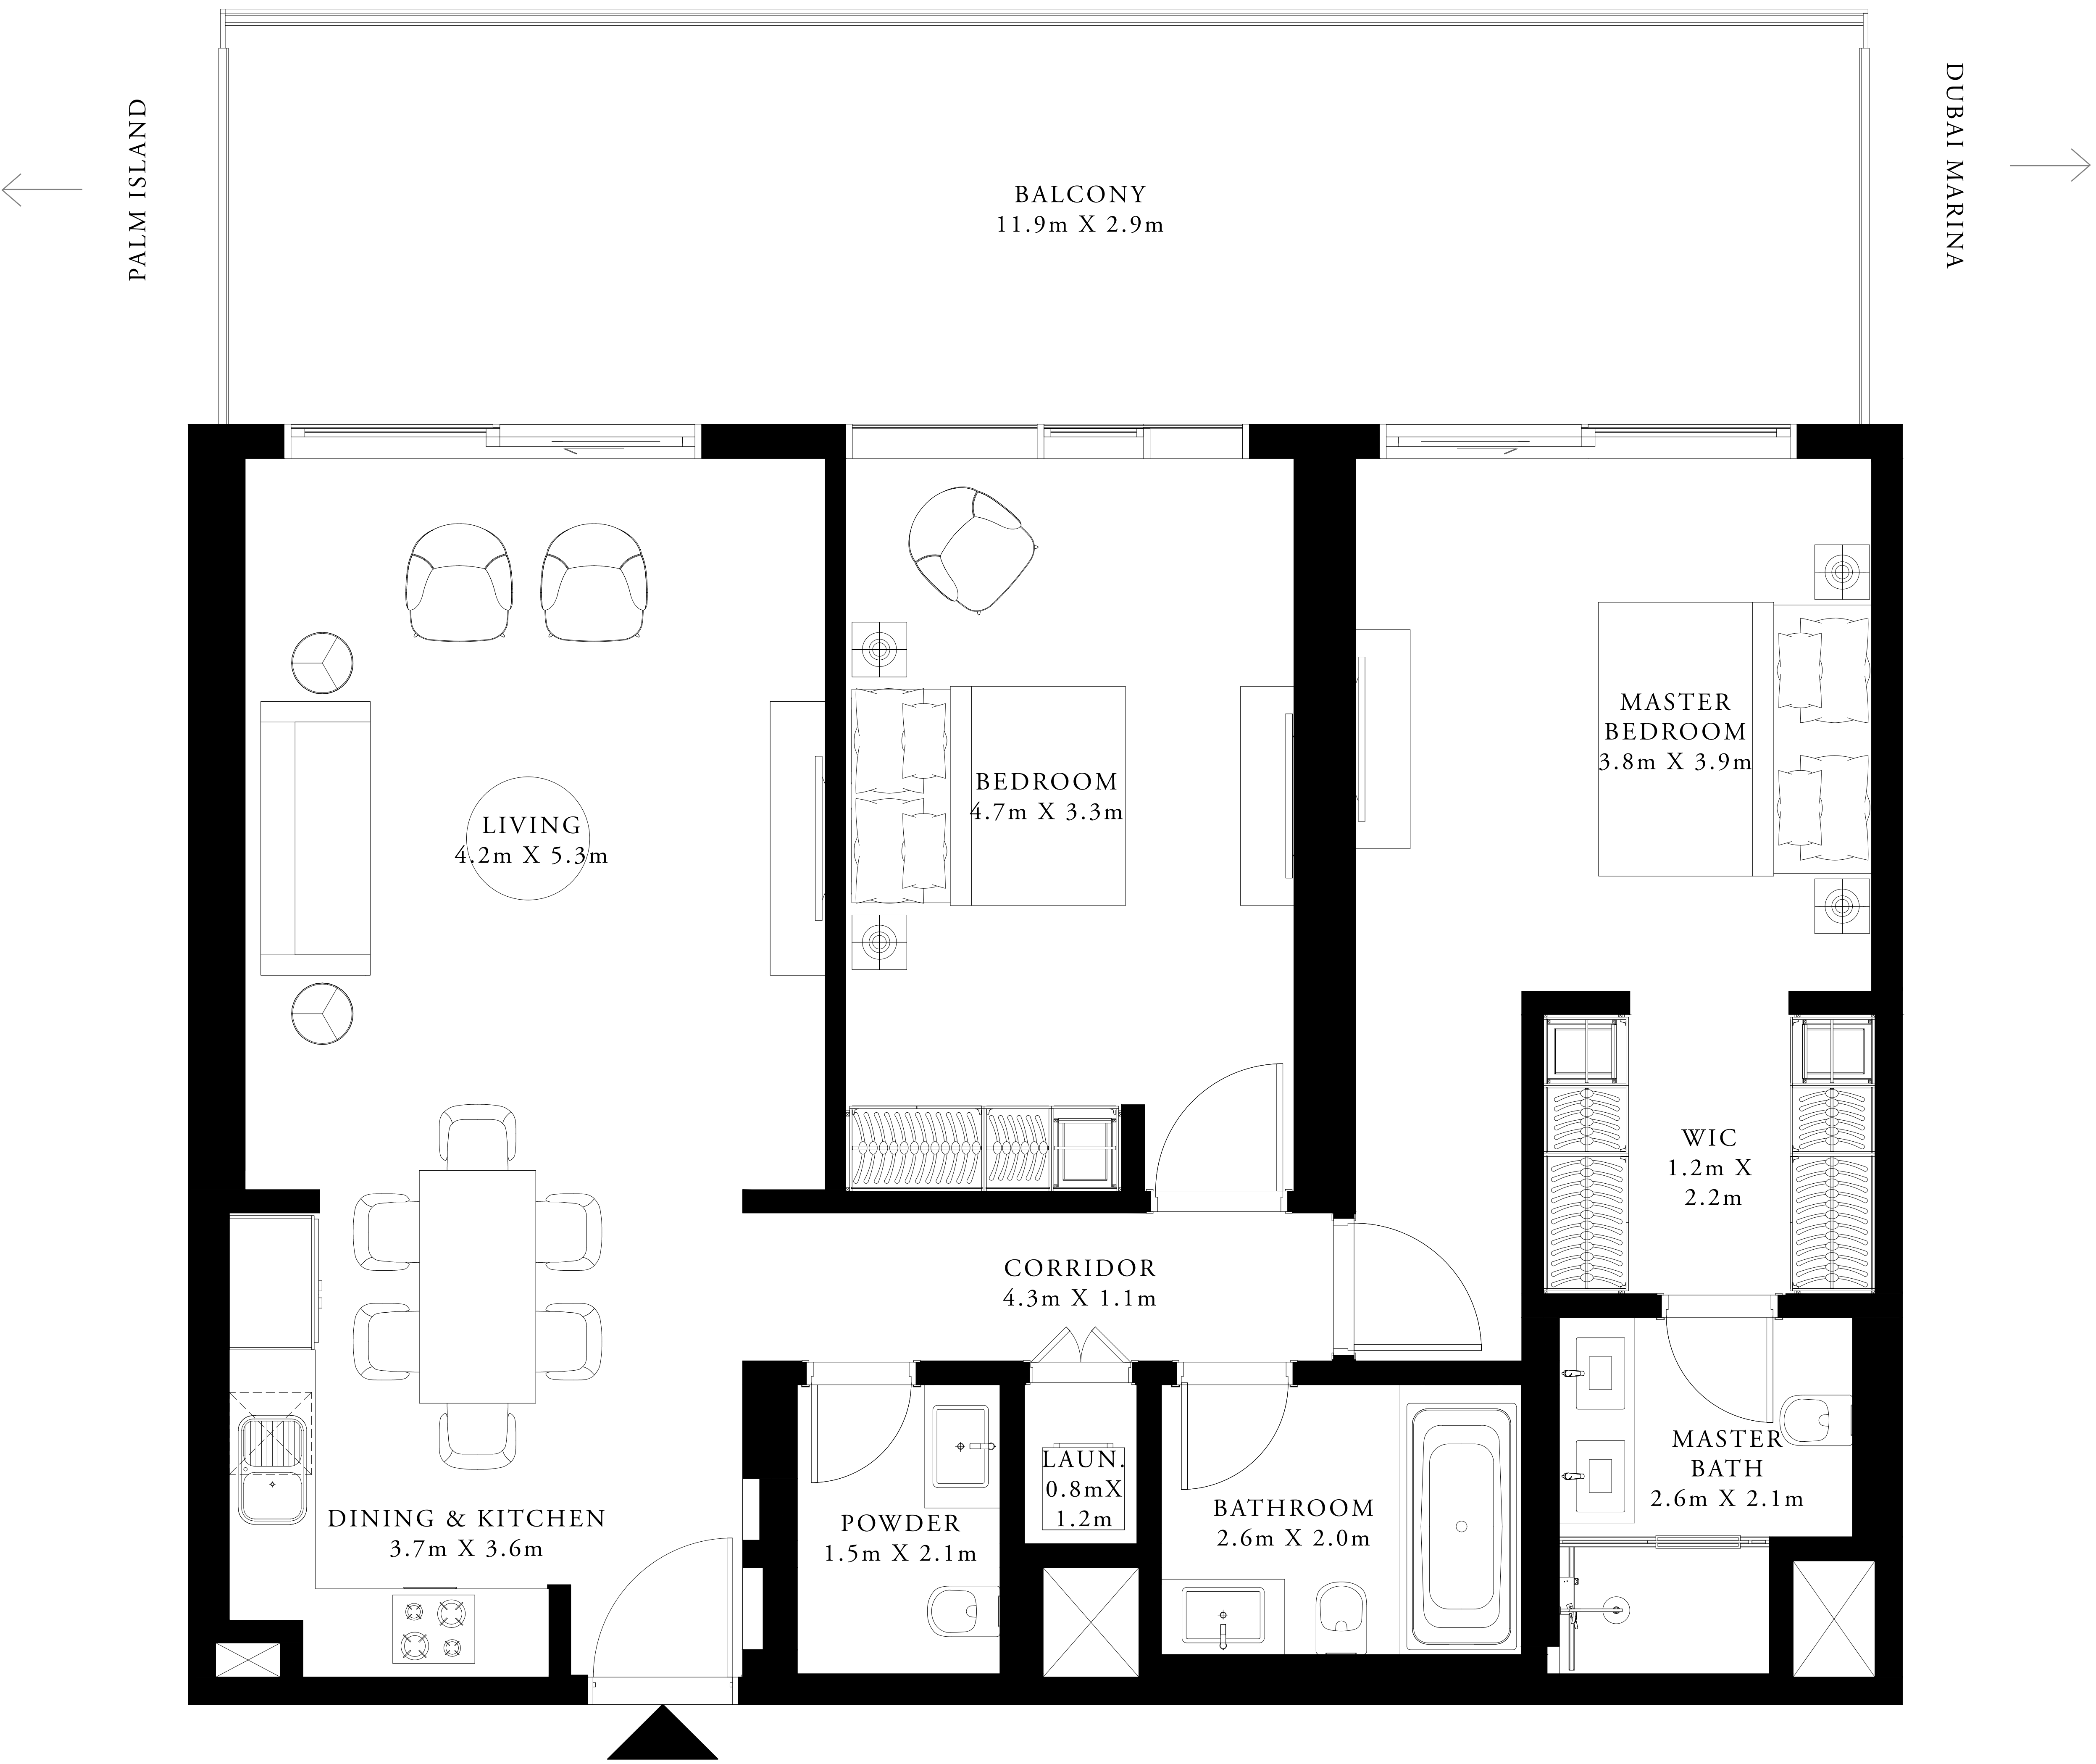 PALM ISLAND
DUBAI MARINA
BALCONY
11.9m X 2.9m
MASTER
BEDROOM
3.8m X 3.9m
BEDROOM
4.7m X 3.3m
LIVING
4.2m X 5.3m
WIC
1.2m X
2.2m
CORRIDOR
4.3m X 1.1m
MASTER
BATH
2.6m X 2.1m
LAUN.
0.8mX
1.2m
BATHROOM
2.6m X 2.0m
POWDER
1.5m X 2.1m
DINING & KITCHEN
3.7m X 3.6m